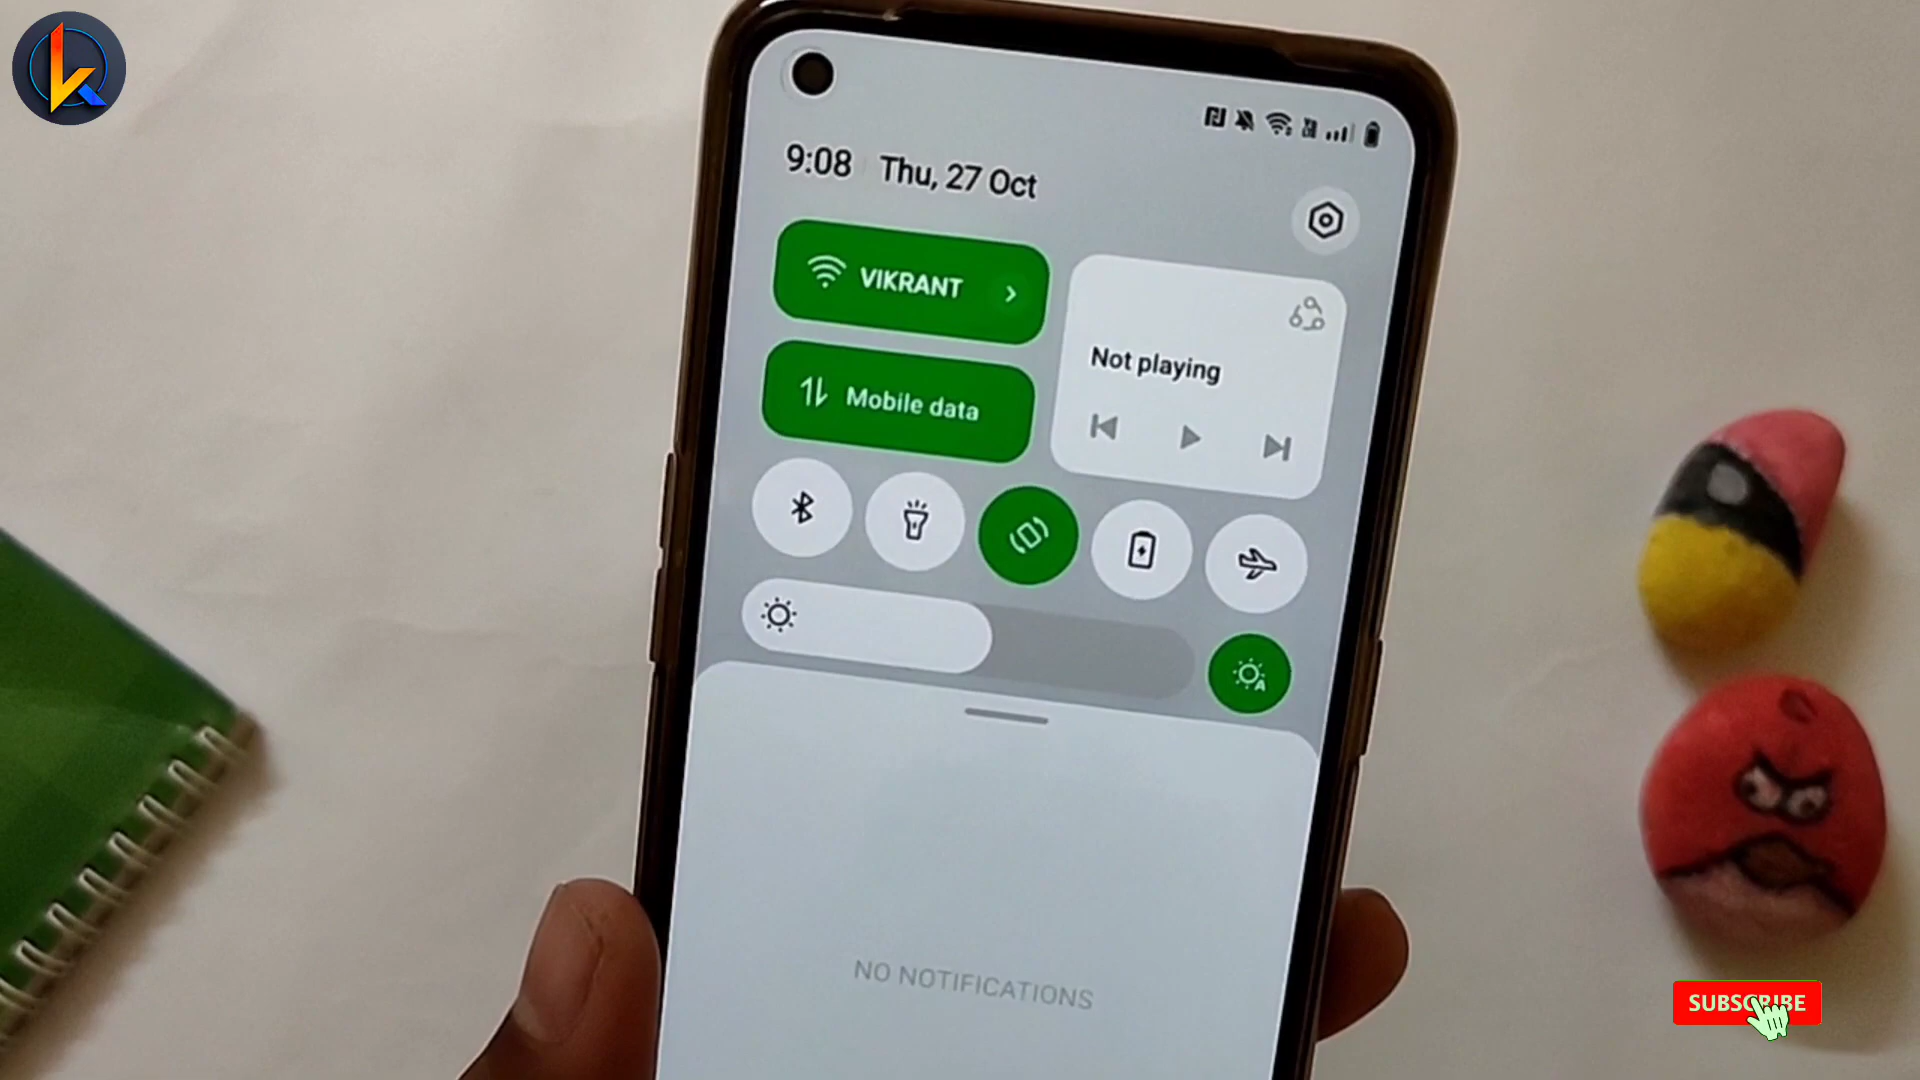 9:08 Thu, 27 Oct
VIKRANT
Mobile data
Not playing
NO NOTIFICATIONS
SUBSCRIBE